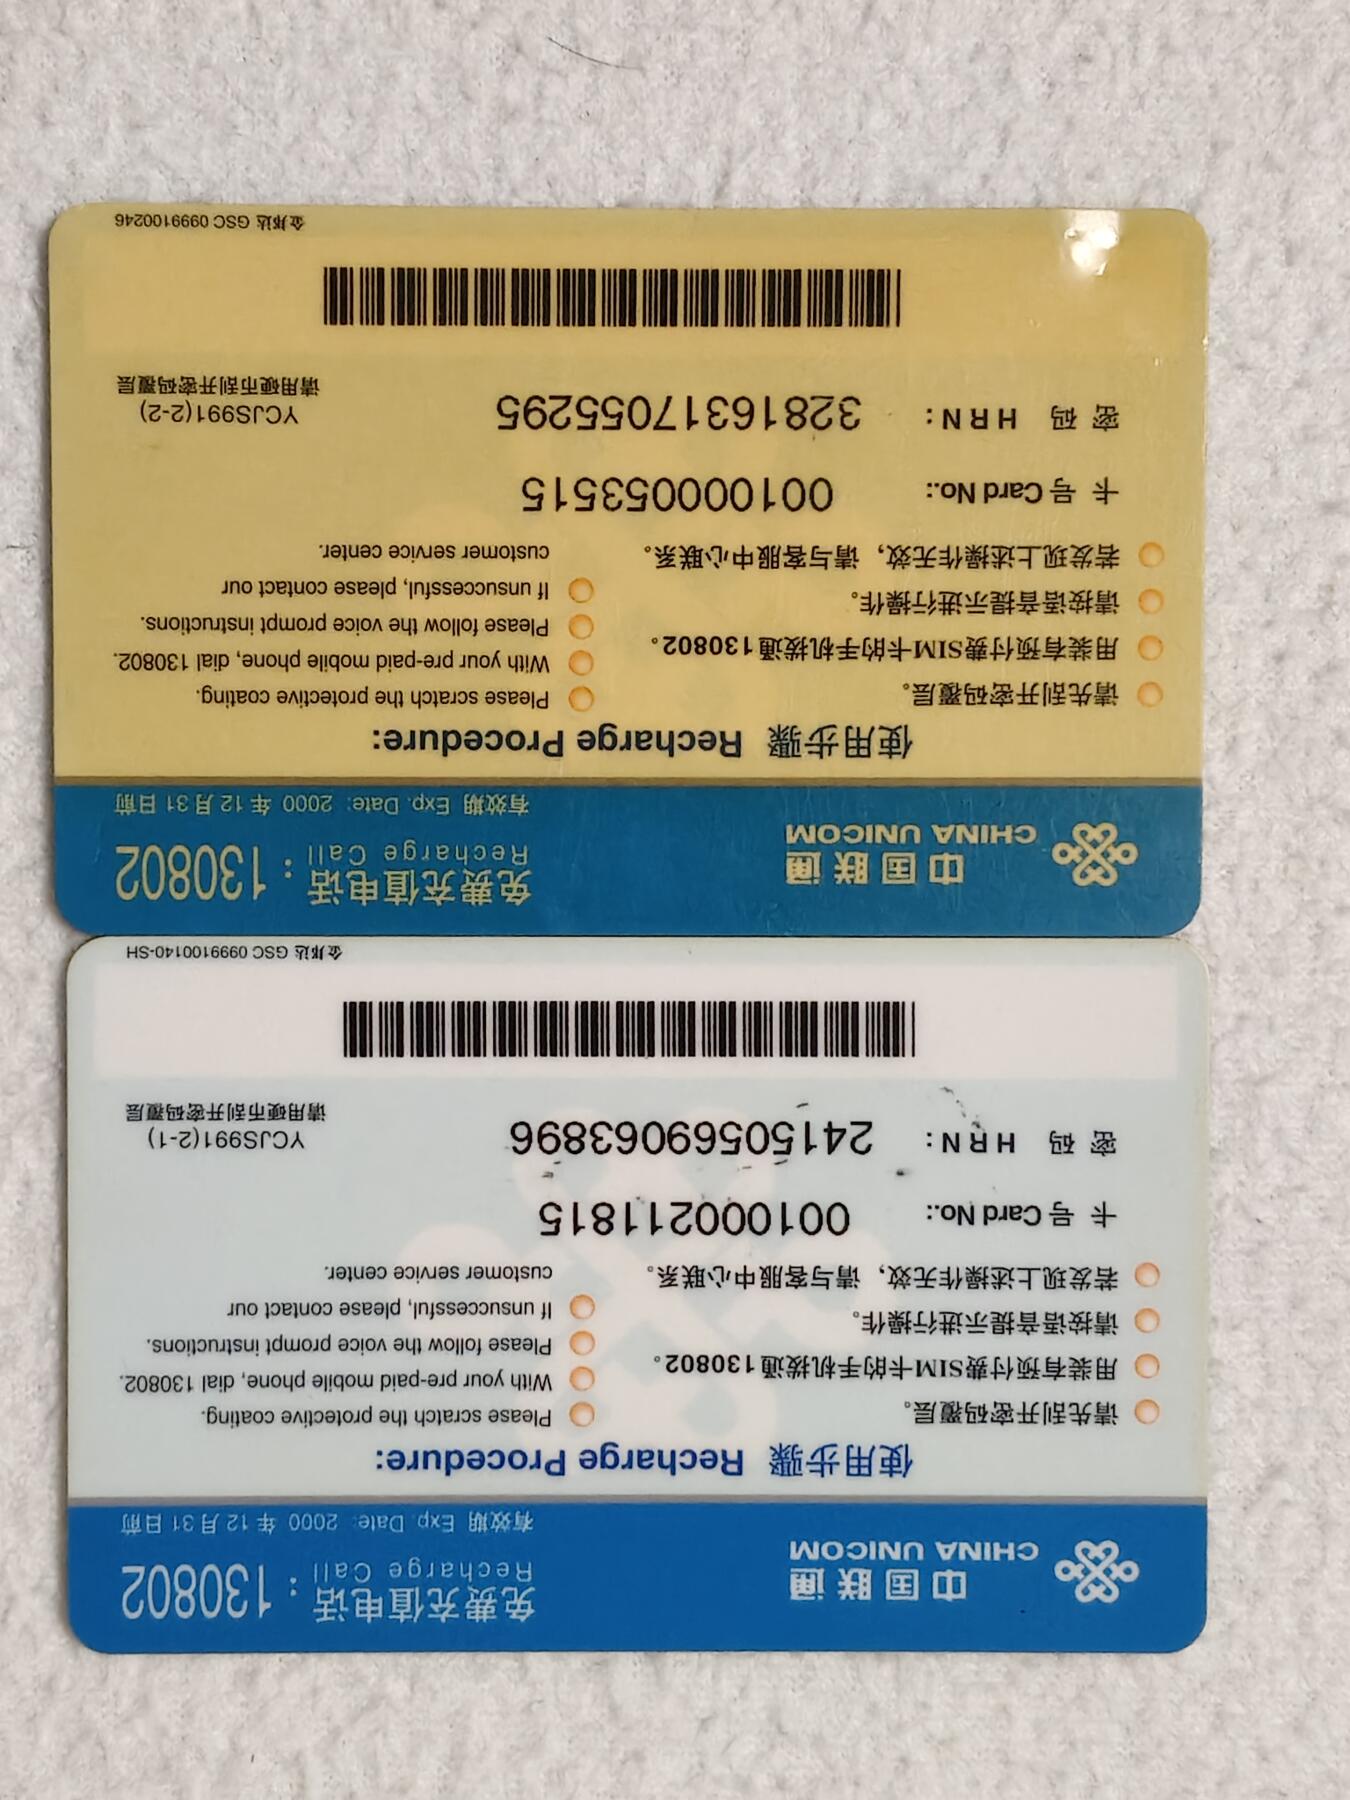 中国联通
CHINA UNICOM
免费充值电话：130802
Recharge Call
有效期 Exp. Date: 2000 年 12 月 31 日前
使用步骤 Recharge Procedure:
请先刮开密码覆层。
用装有预付费SIM卡的手机拨通130802。
请按语音提示进行操作。
若发现上述操作无效，请与客服中心联系。
Please scratch the protective coating.
With your pre-paid mobile phone, dial 130802.
Please follow the voice prompt instructions.
If unsuccessful, please contact our
customer service center.
卡 号 Card No.: 001000211815
密 码 HRN: 24150569063896
YCJS991(2-1)
请用硬币刮开密码覆层
金邦达 GSC 0999100140-SH
中国联通
CHINA UNICOM
免费充值电话：130802
Recharge Call
有效期 Exp. Date: 2000 年 12 月 31 日前
使用步骤 Recharge Procedure:
请先刮开密码覆层。
用装有预付费SIM卡的手机拨通130802。
请按语音提示进行操作。
若发现上述操作无效，请与客服中心联系。
Please scratch the protective coating.
With your pre-paid mobile phone, dial 130802.
Please follow the voice prompt instructions.
If unsuccessful, please contact our
customer service center.
卡 号 Card No.: 001000053515
密 码 HRN: 32816317055295
YCJS991(2-2)
请用硬币刮开密码覆层
金邦达 GSC 0999100246